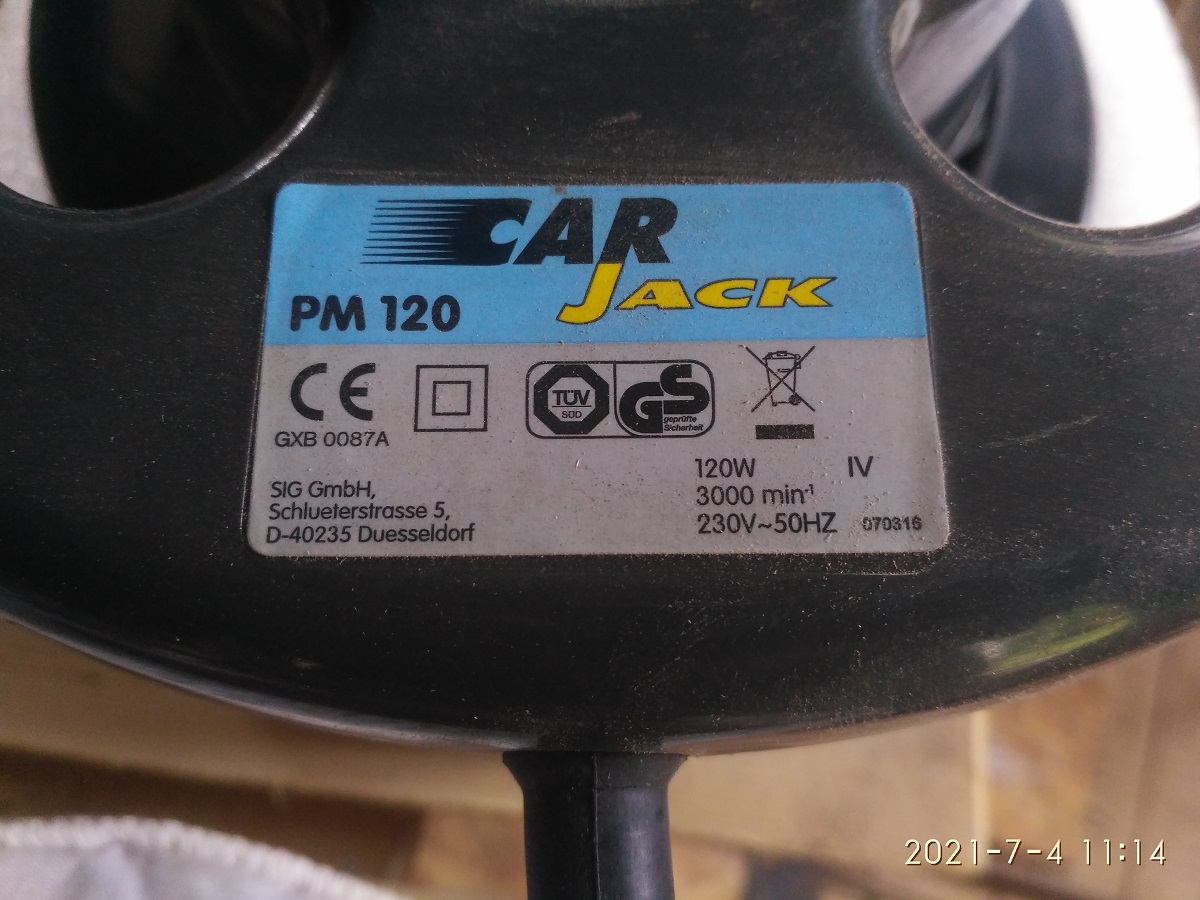 CAR
JACK
PM 120
CE
TÜV
SÜD
GS
geprüfte
Sicherheit
GXB 0087A
120W IV
SIG GmbH,
3000 min-1
Schlueterstrasse 5,
230V~50HZ 070316
D-40235 Duesseldorf
2021-7-4 11:14